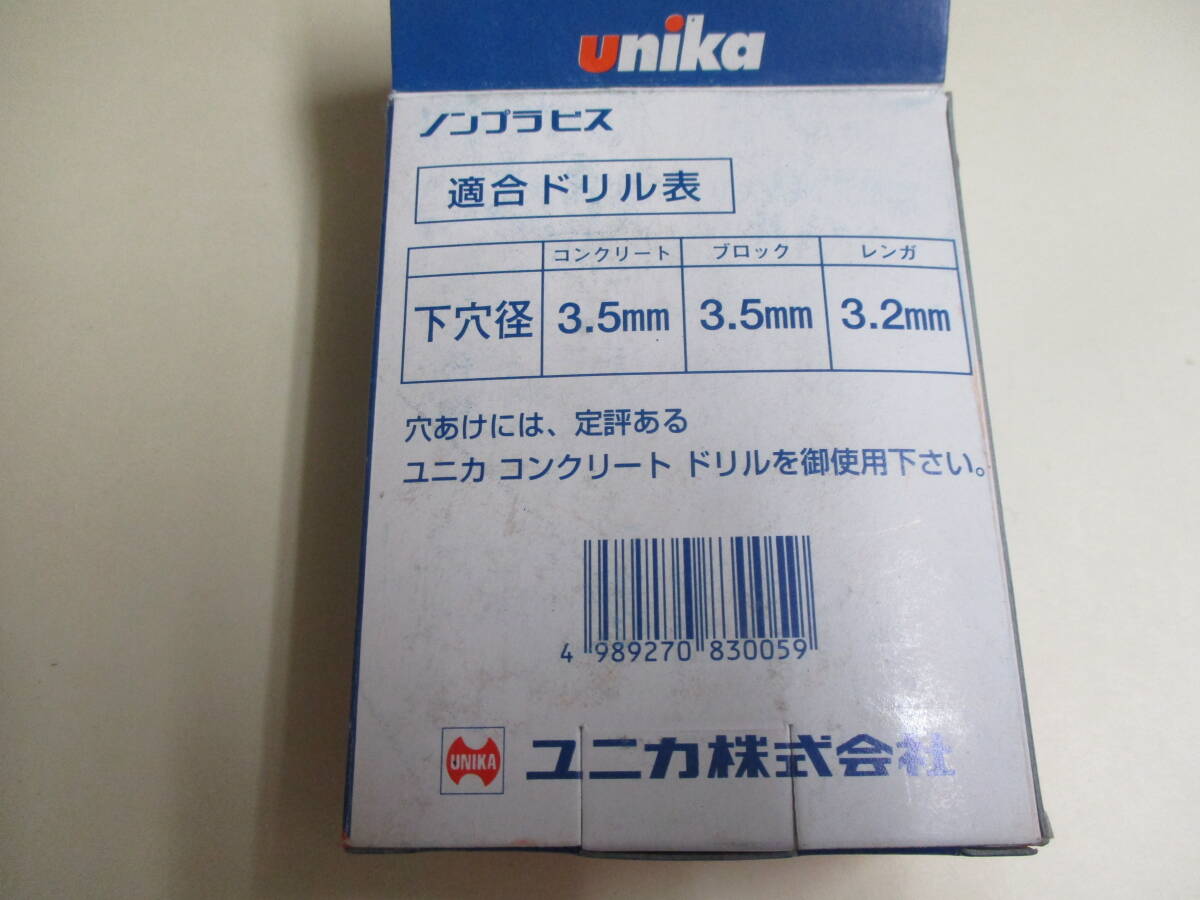 unika
ノンプラビス
適合ドリル表
コンクリート ブロック レンガ
下穴径 3.5mm 3.5mm 3.2mm
穴あけには、定評ある
ユニカ コンクリート ドリルを御使用下さい。
4 989270 830059
UNIKA ユニカ株式会社